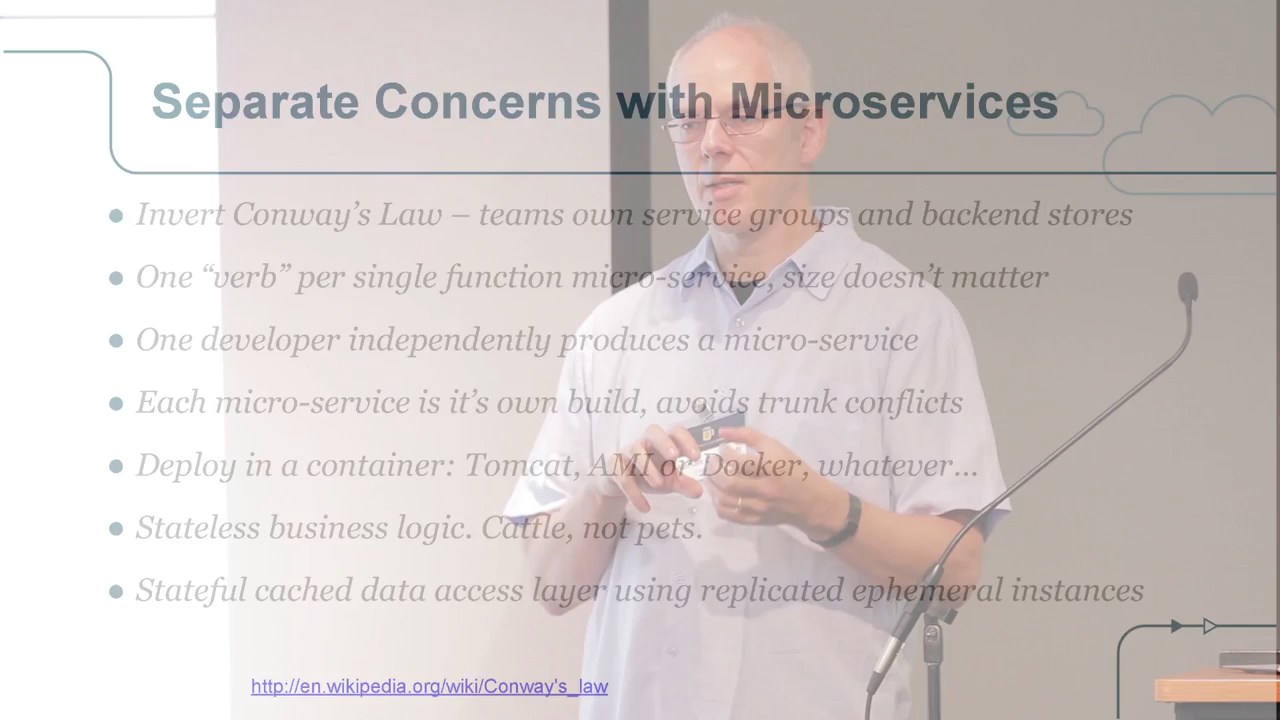 Separate Concerns with Microservices
Invert Conway’s Law – teams own service groups and backend stores
One “verb” per single function micro-service, size doesn’t matter
One developer independently produces a micro-service
Each micro-service is it’s own build, avoids trunk conflicts
Deploy in a container: Tomcat, AMI or Docker, whatever...
Stateless business logic. Cattle, not pets.
Stateful cached data access layer using replicated ephemeral instances
http://en.wikipedia.org/wiki/Conway's_law